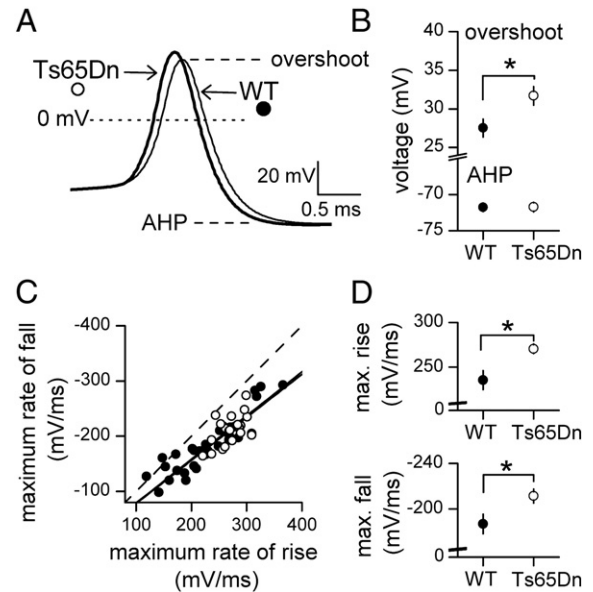 A
Ts65Dn
overshoot
WT
0 mV
20 mV
0.5 ms
AHP
B
overshoot
40
35
30
25
-70
-75
voltage (mV)
*
AHP
WT Ts65Dn
C
-400
-300
-200
-100
maximum rate of fall
(mV/ms)
100 200 300 400
maximum rate of rise
(mV/ms)
D
300
250
0
max. rise
(mV/ms)
*
WT Ts65Dn
-240
-200
0
max. fall
(mV/ms)
*
WT Ts65Dn